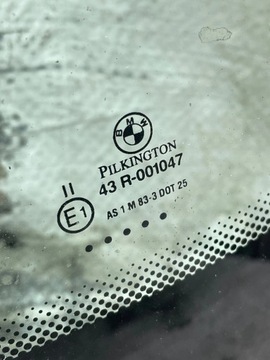 BMW
PILKINGTON
43 R-001047
II
E1
AS 1 M 83-3 DOT 25